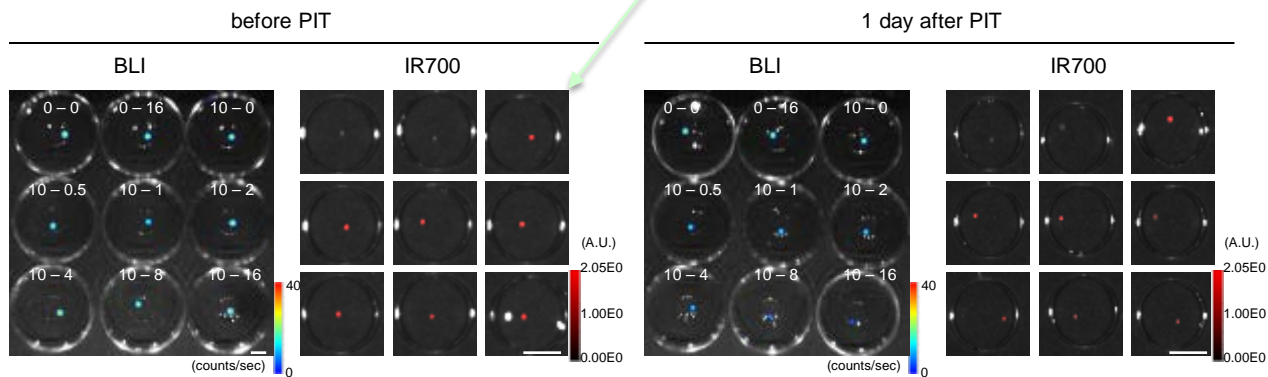 before PIT
1 day after PIT
BLI
IR700
BLI
IR700
0 – 0
0 – 16
10 – 0
10 – 0.5
10 – 1
10 – 2
10 – 4
10 – 8
10 – 16
40
0
(counts/sec)
(A.U.)
2.05E0
1.00E0
0.00E0
0 – 0
0 – 16
10 – 0
10 – 0.5
10 – 1
10 – 2
10 – 4
10 – 8
10 – 16
40
0
(counts/sec)
(A.U.)
2.05E0
1.00E0
0.00E0